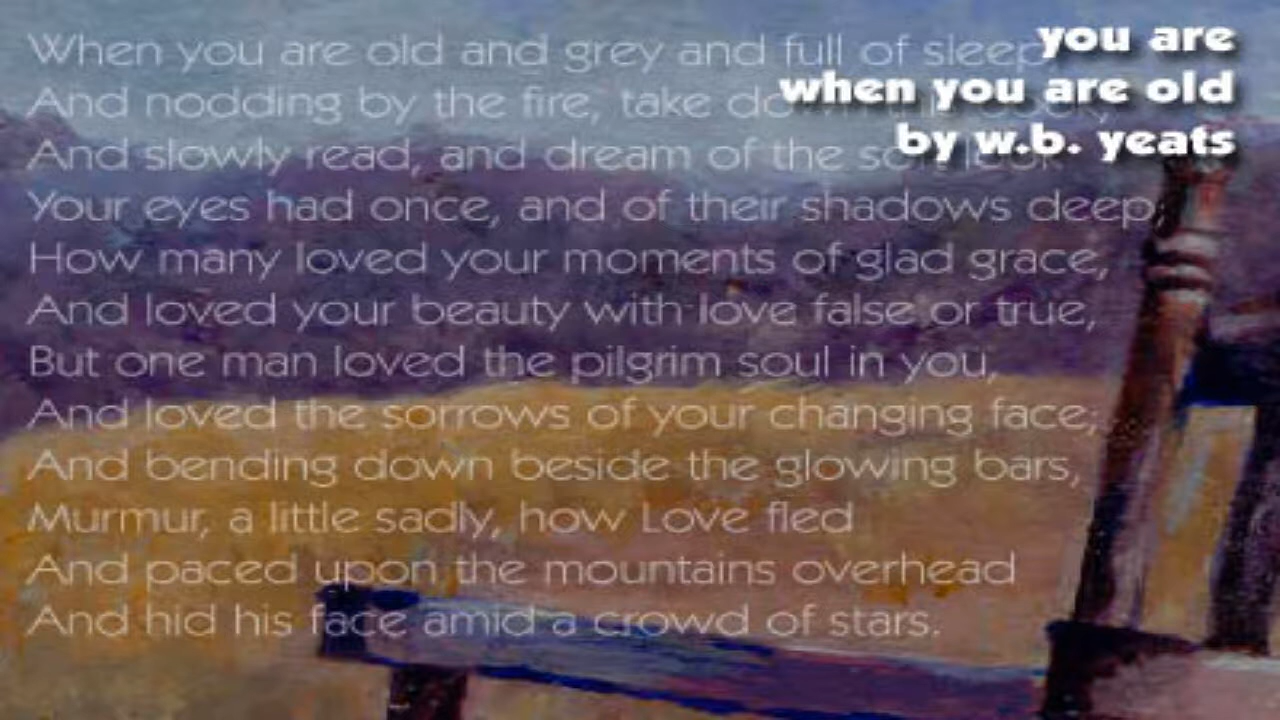 you are
when you are old
by w.b. yeats
When you are old and grey and full of sleep
And nodding by the fire, take
And slowly read, and dream of the
Your eyes had once, and of their shadows deep;
How many loved your moments of glad grace,
And loved your beauty with love false or true,
But one man loved the pilgrim soul in you,
And loved the sorrows of your changing face;
And bending down beside the glowing bars,
Murmur, a little sadly, how Love fled
And paced upon the mountains overhead
And hid his face amid a crowd of stars.